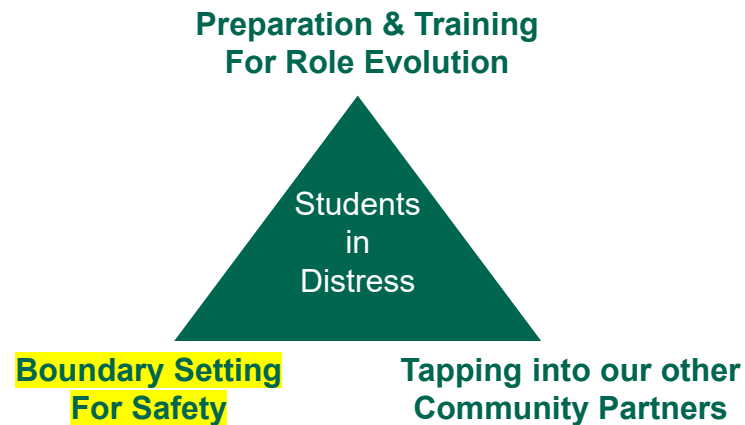 Preparation & Training
For Role Evolution
Students
in
Distress
Boundary Setting
For Safety
Tapping into our other
Community Partners